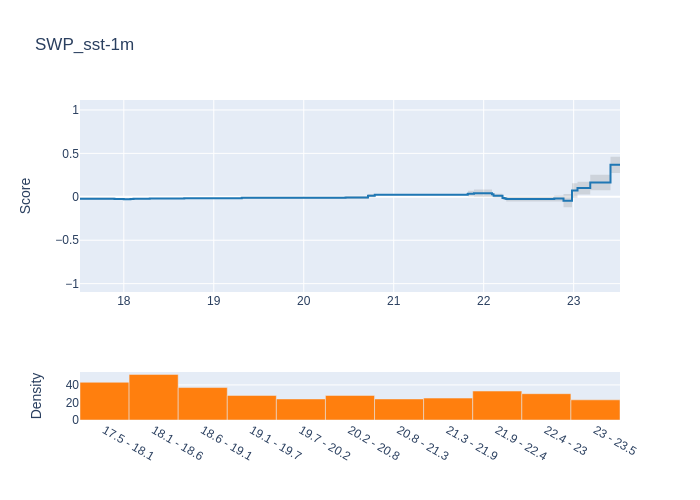 SWP_sst-1m
1
0.5
0
−0.5
−1
Score
18 19 20 21 22 23
40
20
0
Density
17.5 - 18.1
18.1 - 18.6
18.6 - 19.1
19.1 - 19.7
19.7 - 20.2
20.2 - 20.8
20.8 - 21.3
21.3 - 21.9
21.9 - 22.4
22.4 - 23
23 - 23.5